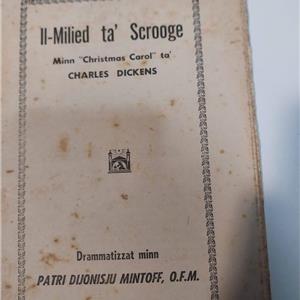 Il-Milied ta' Scrooge
Minn "Christmas Carol" ta'
CHARLES DICKENS
Drammatizzat minn
PATRI DIJONISJU MINTOFF, O.F.M.